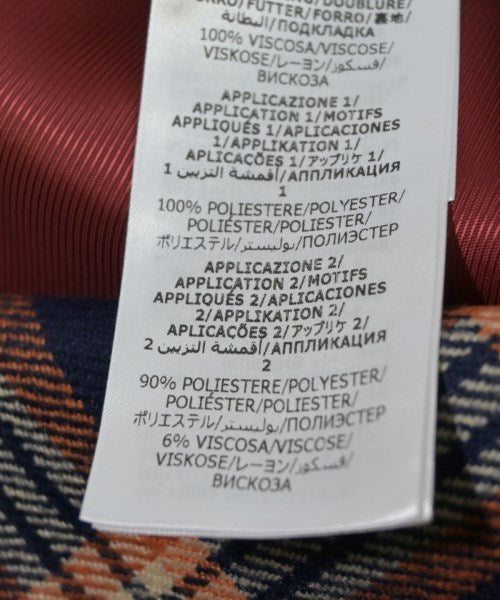 DOUBLURE/
FORRO/FUTTER/FORRO/裏地/
البطانة/ПОДКЛАДКА
100% VISCOSA/VISCOSE/
VISKOSE/レーヨン/فسكوز/
ВИСКОЗА
APPLICAZIONE 1/
APPLICATION 1/MOTIFS
APPLIQUÉS 1/APLICACIONES
1/APPLIKATION 1/
APLICAÇÕES 1/アップリケ 1/
أقمشة التزيين 1/АППЛИКАЦИЯ
1
100% POLIESTERE/POLYESTER/
POLIÉSTER/POLIESTER/
ポリエステル/بوليستر/ПОЛИЭСТЕР
APPLICAZIONE 2/
APPLICATION 2/MOTIFS
APPLIQUÉS 2/APLICACIONES
2/APPLIKATION 2/
APLICAÇÕES 2/アップリケ 2/
أقمشة التزيين 2/АППЛИКАЦИЯ
2
90% POLIESTERE/POLYESTER/
POLIÉSTER/POLIESTER/
ポリエステル/بوليستر/ПОЛИЭСТЕР
6% VISCOSA/VISCOSE/
VISKOSE/レーヨン/فسكوز/
ВИСКОЗА